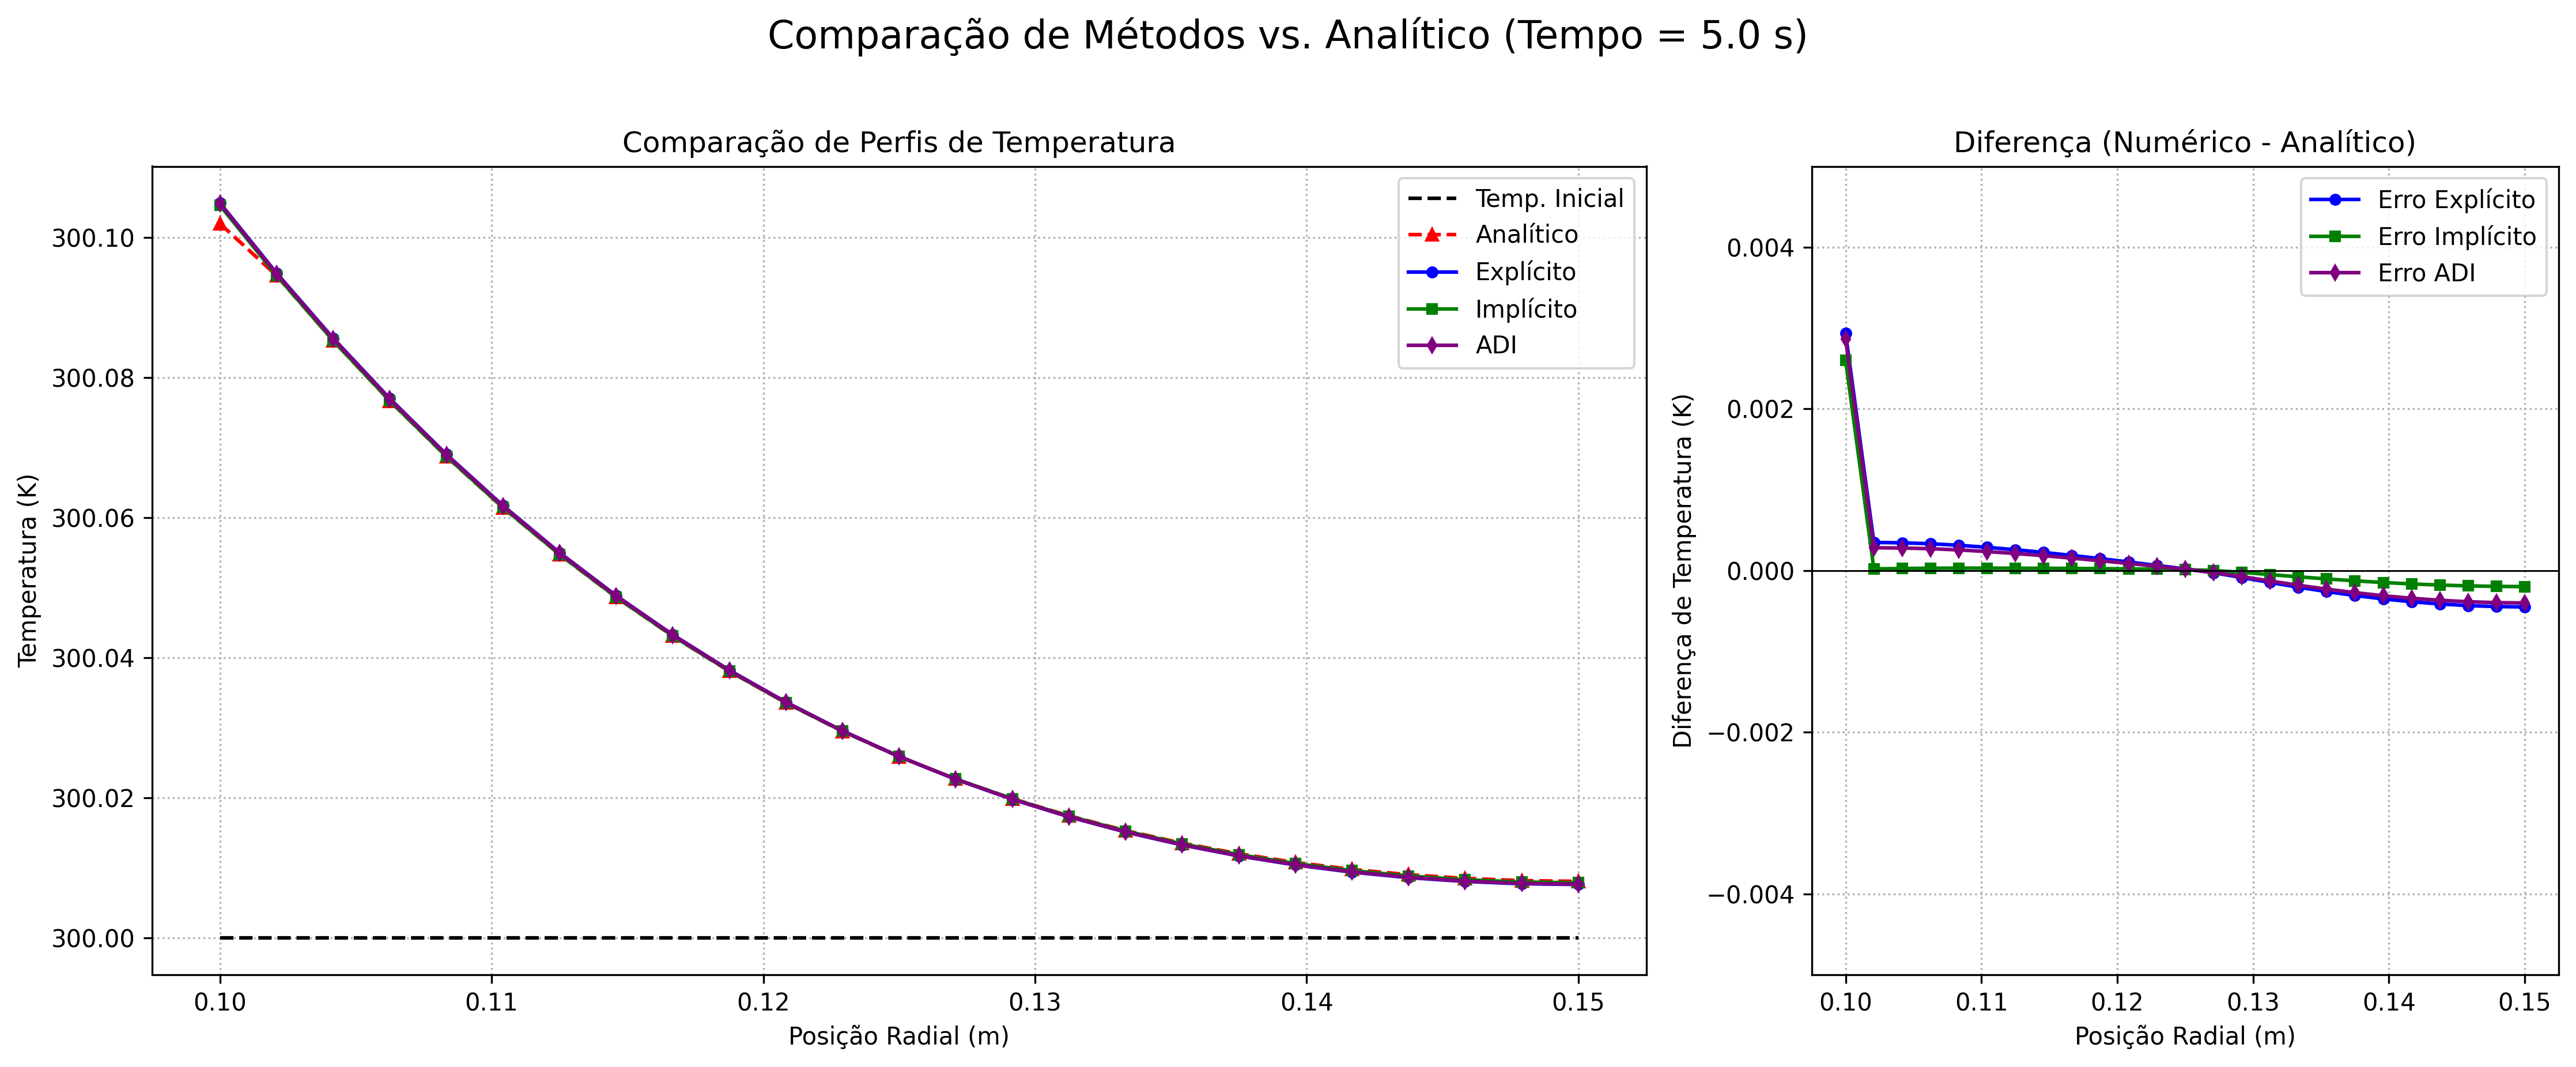 Comparação de Métodos vs. Analítico (Tempo = 5.0 s)
Comparação de Perfis de Temperatura
Temp. Inicial
Analítico
Explícito
Implícito
ADI
Temperatura (K)
300.10
300.08
300.06
300.04
300.02
300.00
0.10 0.11 0.12 0.13 0.14 0.15
Posição Radial (m)
Diferença (Numérico - Analítico)
Erro Explícito
Erro Implícito
Erro ADI
Diferença de Temperatura (K)
0.004
0.002
0.000
−0.002
−0.004
0.10 0.11 0.12 0.13 0.14 0.15
Posição Radial (m)